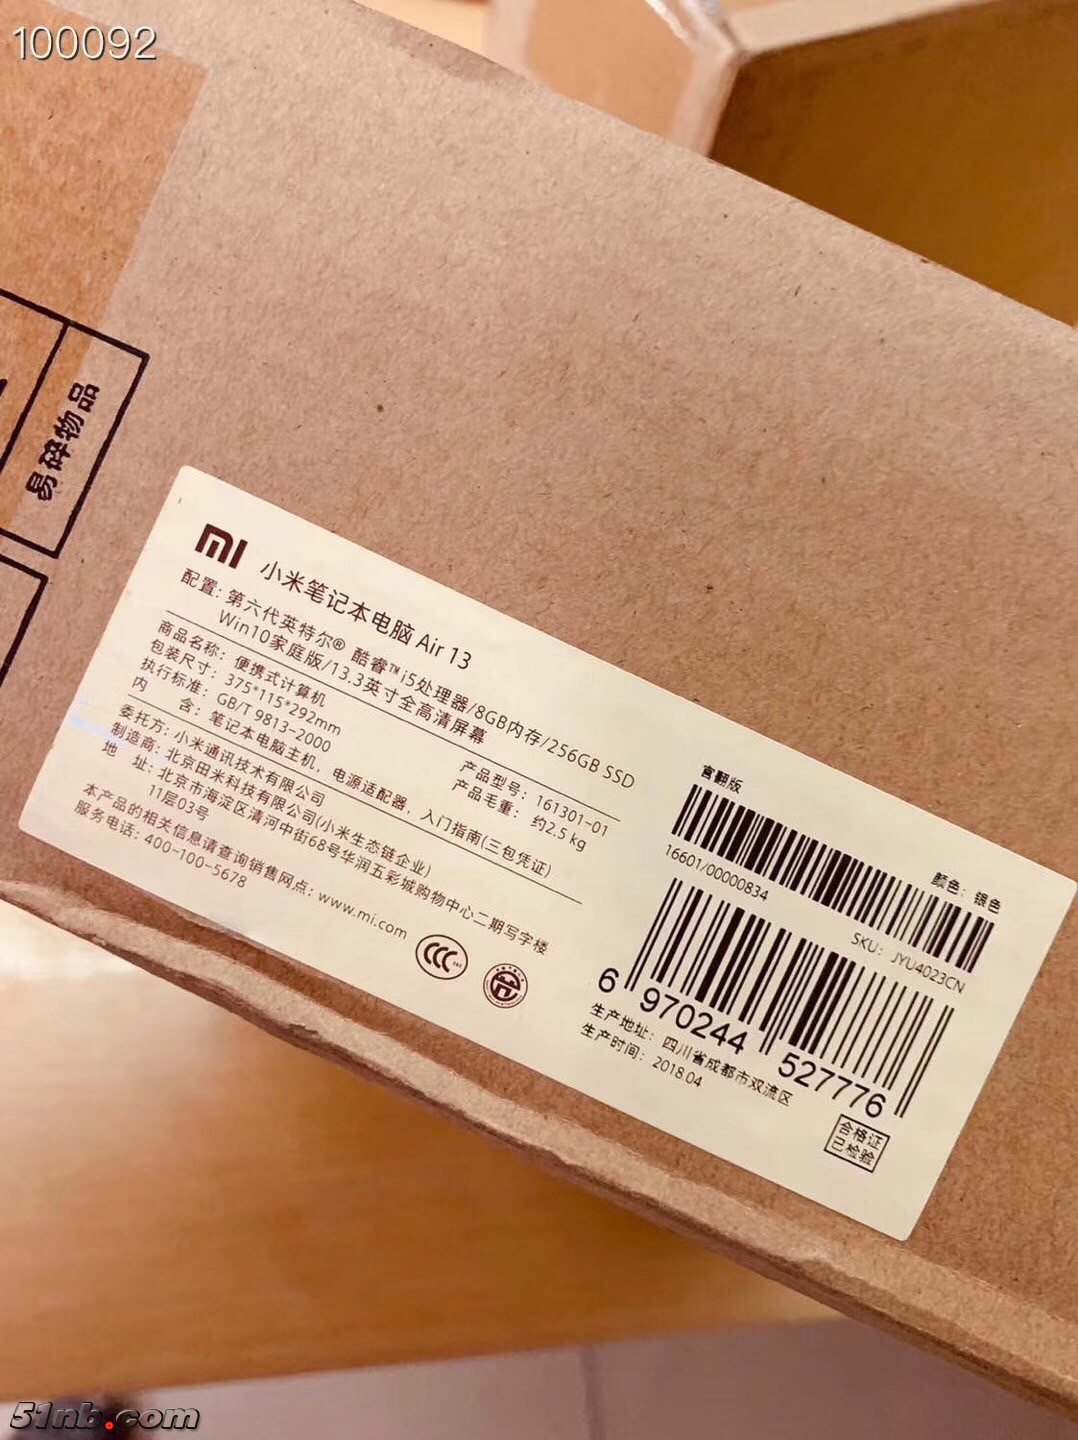 100092
易碎物品
mi 小米笔记本电脑 Air 13
配置: 第六代英特尔® 酷睿™ i5处理器/8GB内存/256GB SSD
Win10家庭版/13.3英寸全高清屏幕
商品名称: 便携式计算机
产品型号: 161301-01
包装尺寸: 375*115*292mm
产品毛重: 约2.5 kg
执行标准: GB/T 9813-2000
内 含: 笔记本电脑主机, 电源适配器, 入门指南(三包凭证)
委托方: 小米通讯技术有限公司
制造商: 北京田米科技有限公司(小米生态链企业)
地 址: 北京市海淀区清河中街68号华润五彩城购物中心二期写字楼
11层03号
本产品的相关信息请查询销售网点: www.mi.com
服务电话: 400-100-5678
官翻版
颜色: 银色
16601/00000834
SKU: JYU4023CN
6 970244 527776
生产地址: 四川省成都市双流区
生产时间: 2018.04
合格证
已检验
51nb.com